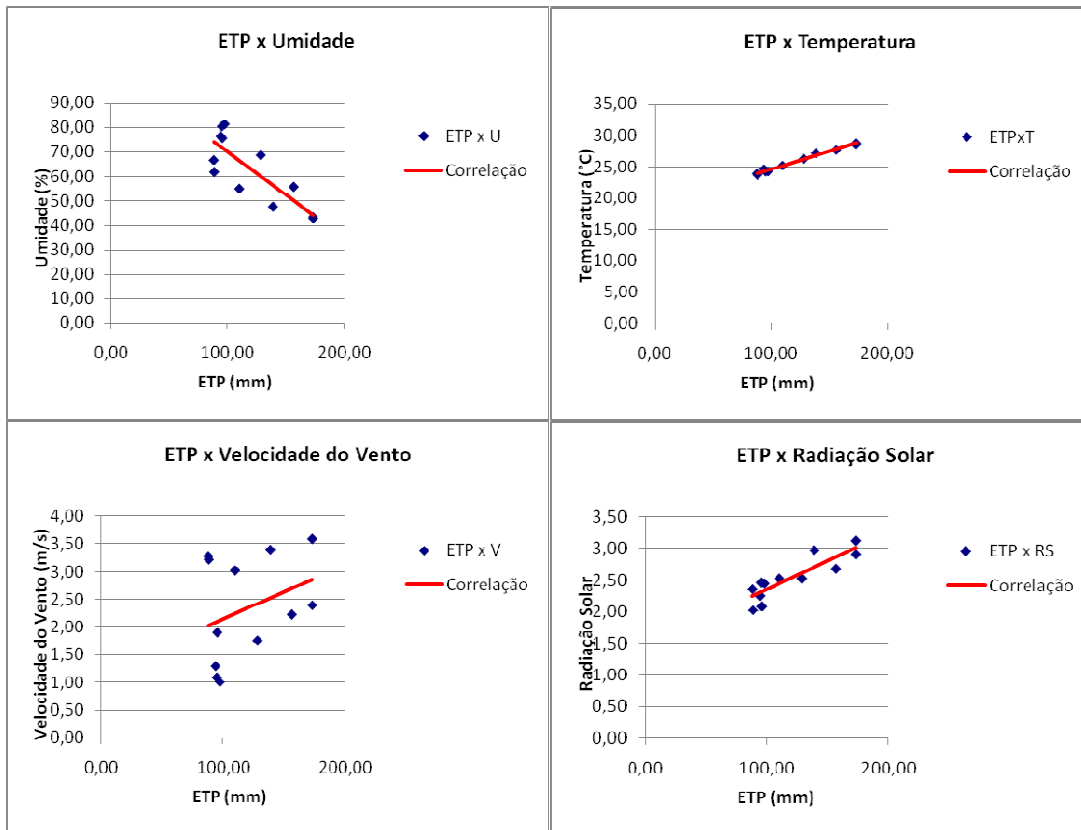 ETP x Umidade
Umidade (%)
90,00
80,00
70,00
60,00
50,00
40,00
30,00
20,00
10,00
0,00
0,00 100,00 200,00
ETP (mm)
ETP x U
Correlação
ETP x Temperatura
Temperatura (°C)
35,00
30,00
25,00
20,00
15,00
10,00
5,00
0,00
0,00 100,00 200,00
ETP (mm)
ETPxT
Correlação
ETP x Velocidade do Vento
Velocidade do Vento (m/s)
4,00
3,50
3,00
2,50
2,00
1,50
1,00
0,50
0,00
0,00 100,00 200,00
ETP (mm)
ETP x V
Correlação
ETP x Radiação Solar
Radiação Solar
3,50
3,00
2,50
2,00
1,50
1,00
0,50
0,00
0,00 100,00 200,00
ETP (mm)
ETP x RS
Correlação